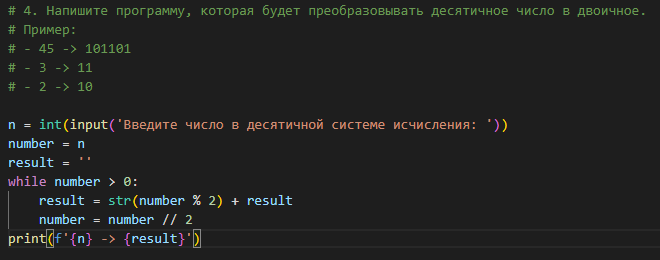 # 4. Напишите программу, которая будет преобразовывать десятичное число в двоичное.
# Пример:
# - 45 -> 101101
# - 3 -> 11
# - 2 -> 10
n = int(input('Введите число в десятичной системе исчисления: '))
number = n
result = ''
while number > 0:
    result = str(number % 2) + result
    number = number // 2
print(f'{n} -> {result}')